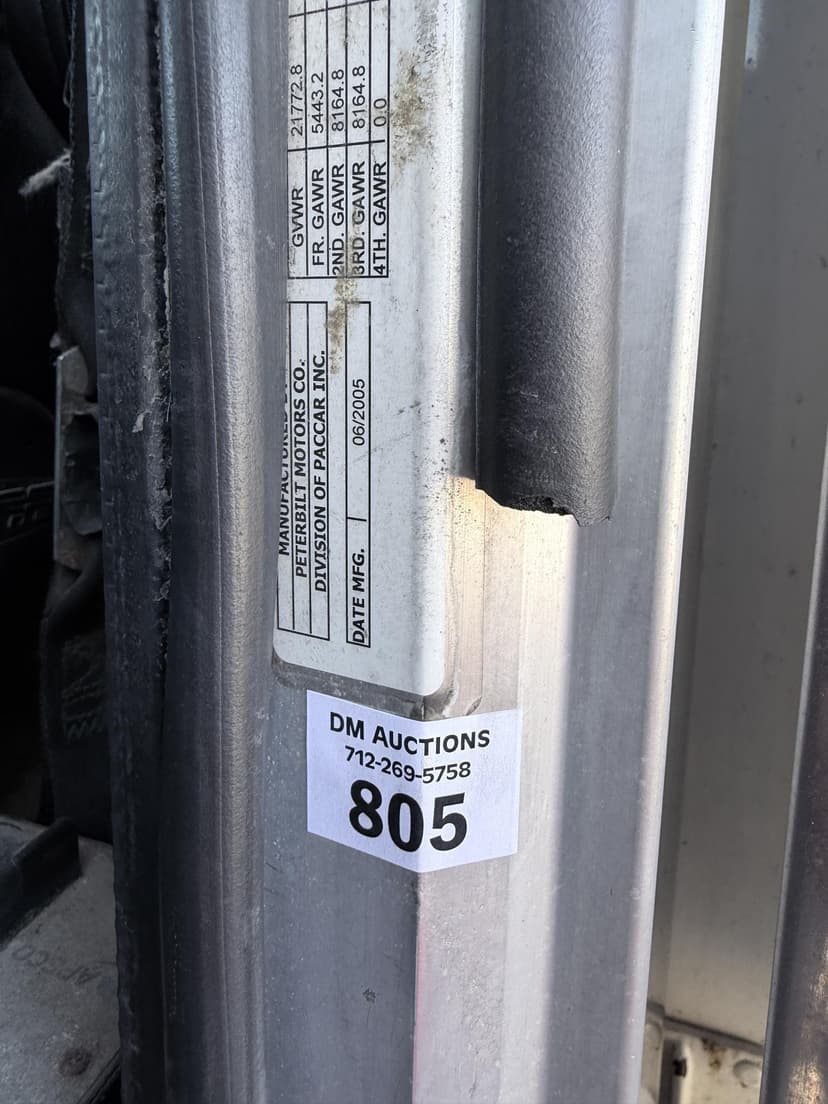 GVWR 21772.8
FR. GAWR 5443.2
2ND. GAWR 8164.8
3RD. GAWR 8164.8
4TH. GAWR 0.0
PETERBILT MOTORS CO.
DIVISION OF PACCAR INC.
DATE MFG. 06/2005
DM AUCTIONS
712-269-5758
805